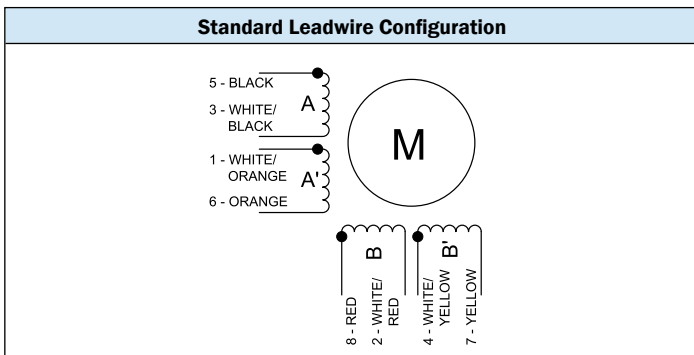 Standard Leadwire Configuration
5 - BLACK
3 - WHITE/
BLACK
A
1 - WHITE/
ORANGE
A'
6 - ORANGE
M
B
B'
8 - RED
2 - WHITE/
RED
4 - WHITE/
YELLOW
7 - YELLOW